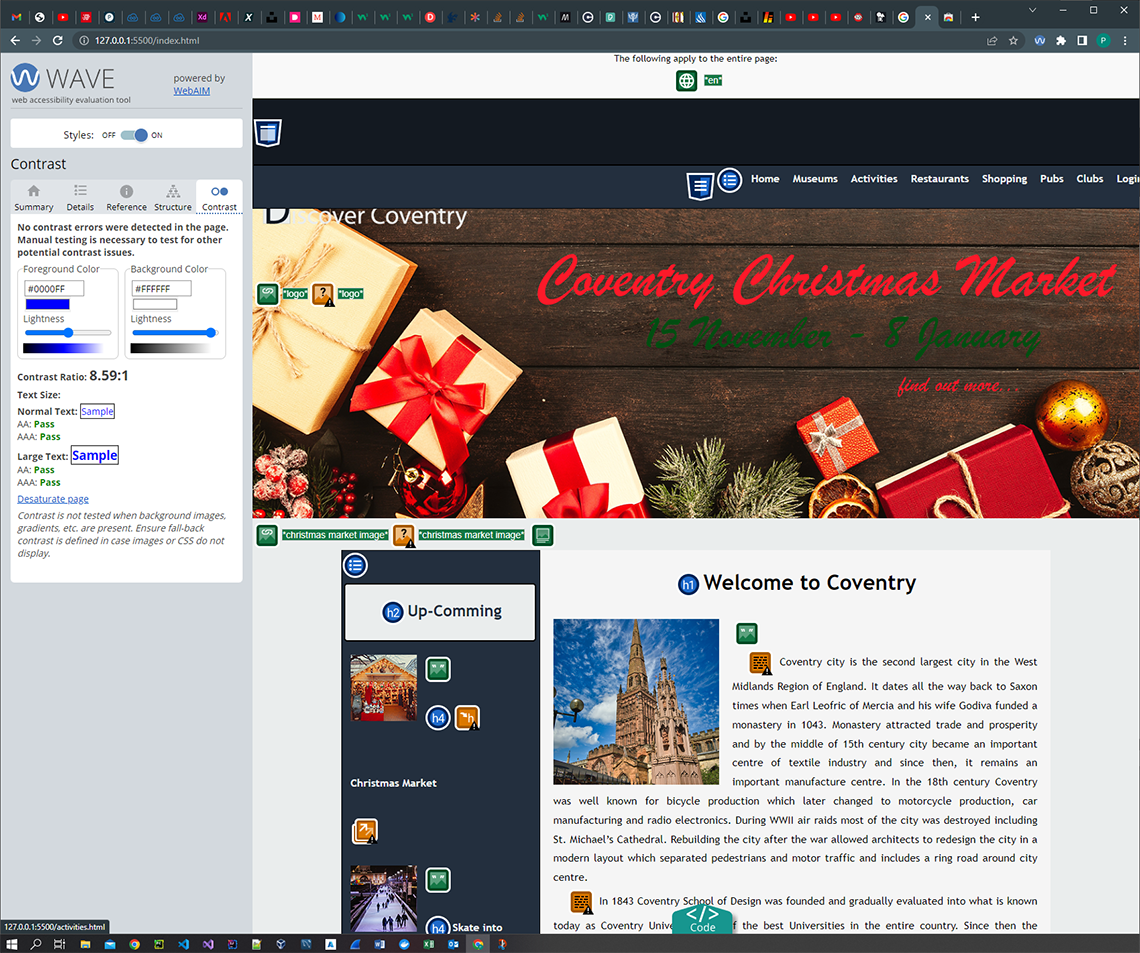 127.0.0.1:5500/index.html
WAVE
web accessibility evaluation tool
powered by
WebAIM
Styles: OFF ON
Contrast
Summary Details Reference Structure Contrast
No contrast errors were detected in the page.
Manual testing is necessary to test for other
potential contrast issues.
Foreground Color Background Color
#0000FF #FFFFFF
Lightness Lightness
Contrast Ratio: 8.59:1
Text Size:
Normal Text: Sample
AA: Pass
AAA: Pass
Large Text: Sample
AA: Pass
AAA: Pass
Desaturate page
Contrast is not tested when background images,
gradients, etc. are present. Ensure fall-back
contrast is defined in case images or CSS do not
display.
127.0.0.1:5500/activities.html
The following apply to the entire page:
"en"
Home Museums Activities Restaurants Shopping Pubs Clubs Login
Discover Coventry
"logo" "logo"
Coventry Christmas Market
15 November - 8 January
find out more...
"christmas market image" "christmas market image"
h2 Up-Comming
h4
Christmas Market
h4 Skate into
h1 Welcome to Coventry
Coventry city is the second largest city in the West
Midlands Region of England. It dates all the way back to Saxon
times when Earl Leofric of Mercia and his wife Godiva funded a
monastery in 1043. Monastery attracted trade and prosperity
and by the middle of 15th century city became an important
centre of textile industry and since then, it remains an
important manufacture centre. In the 18th century Coventry
was well known for bicycle production which later changed to motorcycle production, car
manufacturing and radio electronics. During WWII air raids most of the city was destroyed including
St. Michael's Cathedral. Rebuilding the city after the war allowed architects to redesign the city in a
modern layout which separated pedestrians and motor traffic and includes a ring road around city
centre.
In 1843 Coventry School of Design was founded and gradually evaluated into what is known
today as Coventry Unive f the best Universities in the entire country. Since then the
</> Code